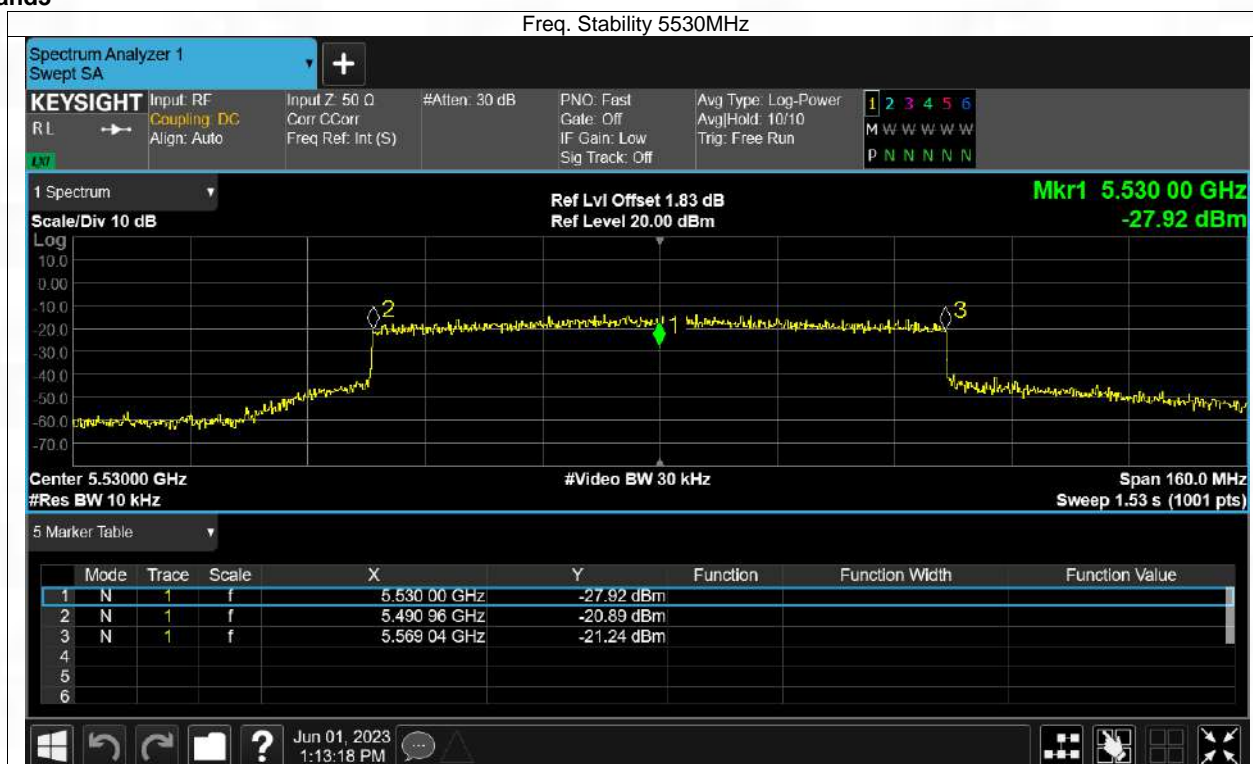 Freq. Stability 5530MHz
Spectrum Analyzer 1
Swept SA
+
KEYSIGHT Input: RF Input Z: 50 Ω #Atten: 30 dB PNO: Fast Avg Type: Log-Power 1 2 3 4 5 6
RL Coupling: DC Corr CCorr Gate: Off Avg|Hold: 10/10 M W W W W W
Align: Auto Freq Ref: Int (S) IF Gain: Low Trig: Free Run
LXI Sig Track: Off P N N N N N
1 Spectrum Ref Lvl Offset 1.83 dB Mkr1 5.530 00 GHz
Scale/Div 10 dB Ref Level 20.00 dBm -27.92 dBm
Log
10.0
0.00
-10.0
-20.0
-30.0
-40.0
-50.0
-60.0
-70.0
2
1
3
Center 5.53000 GHz #Video BW 30 kHz Span 160.0 MHz
#Res BW 10 kHz Sweep 1.53 s (1001 pts)
5 Marker Table
Mode Trace Scale X Y Function Function Width Function Value
1 N 1 f 5.530 00 GHz -27.92 dBm
2 N 1 f 5.490 96 GHz -20.89 dBm
3 N 1 f 5.569 04 GHz -21.24 dBm
4
5
6
? Jun 01, 2023
1:13:18 PM